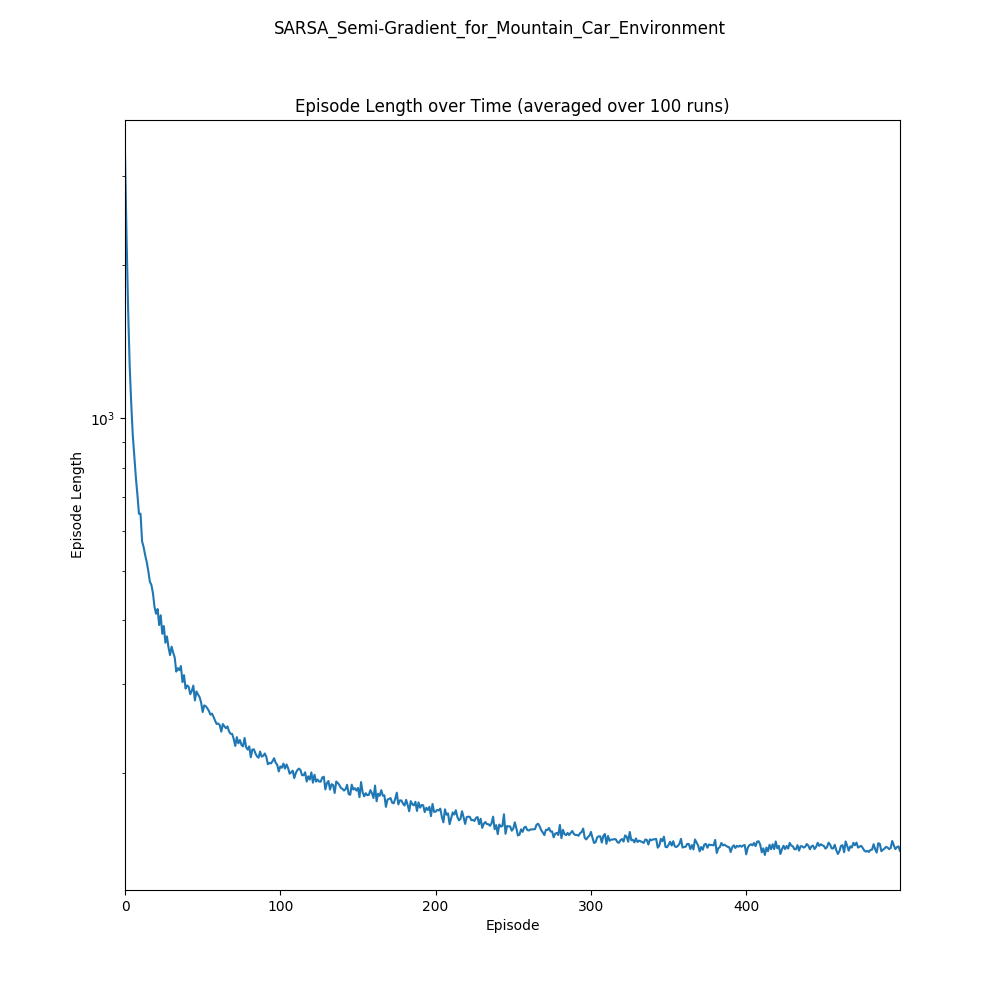 SARSA_Semi-Gradient_for_Mountain_Car_Environment
Episode Length over Time (averaged over 100 runs)
10³
Episode Length
0 100 200 300 400
Episode